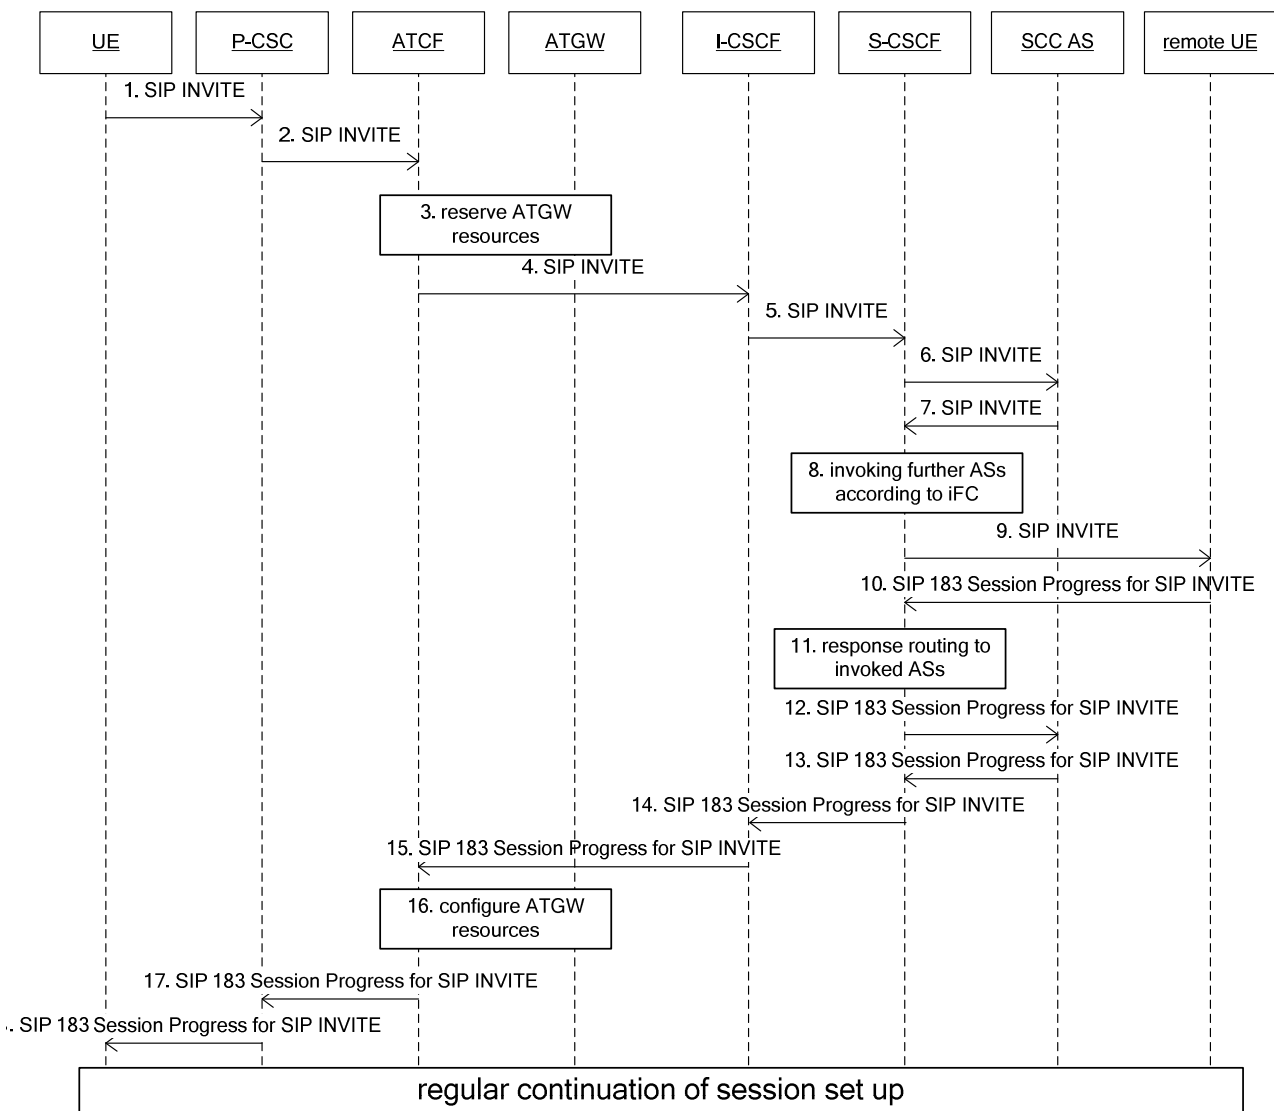 UE
P-CSC
ATCF
ATGW
I-CSCF
S-CSCF
SCC AS
remote UE
1. SIP INVITE
2. SIP INVITE
3. reserve ATGW
resources
4. SIP INVITE
5. SIP INVITE
6. SIP INVITE
7. SIP INVITE
8. invoking further ASs
according to iFC
9. SIP INVITE
10. SIP 183 Session Progress for SIP INVITE
11. response routing to
invoked ASs
12. SIP 183 Session Progress for SIP INVITE
13. SIP 183 Session Progress for SIP INVITE
14. SIP 183 Session Progress for SIP INVITE
15. SIP 183 Session Progress for SIP INVITE
16. configure ATGW
resources
17. SIP 183 Session Progress for SIP INVITE
. SIP 183 Session Progress for SIP INVITE
regular continuation of session set up